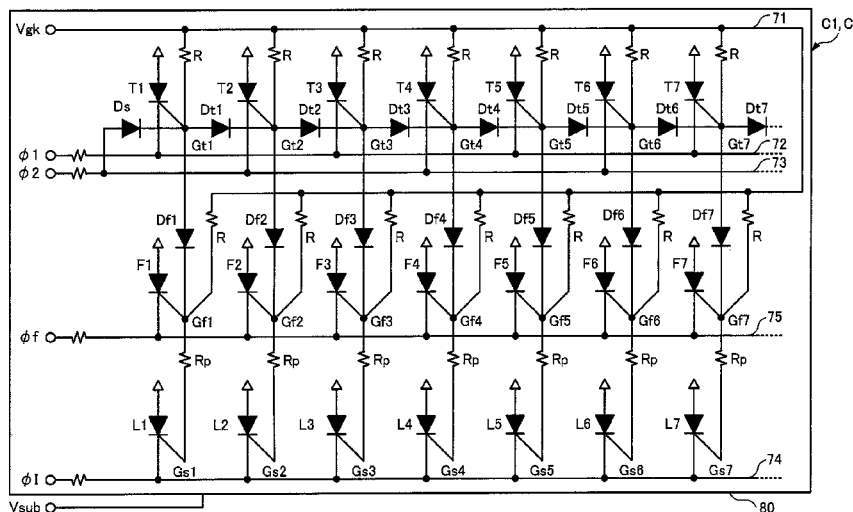 C1,C
Vgk 71
R R R R R R R
T1 T2 T3 T4 T5 T6 T7
Ds Dt1 Dt2 Dt3 Dt4 Dt5 Dt6 Dt7
Gt1 Gt2 Gt3 Gt4 Gt5 Gt6 Gt7
ϕ1 72
ϕ2 73
Df1 Df2 Df3 Df4 Df5 Df6 Df7
R R R R R R R
F1 F2 F3 F4 F5 F6 F7
Gf1 Gf2 Gf3 Gf4 Gf5 Gf6 Gf7
ϕf 75
Rp Rp Rp Rp Rp Rp Rp
L1 L2 L3 L4 L5 L6 L7
Gs1 Gs2 Gs3 Gs4 Gs5 Gs6 Gs7
ϕI 74
Vsub 80